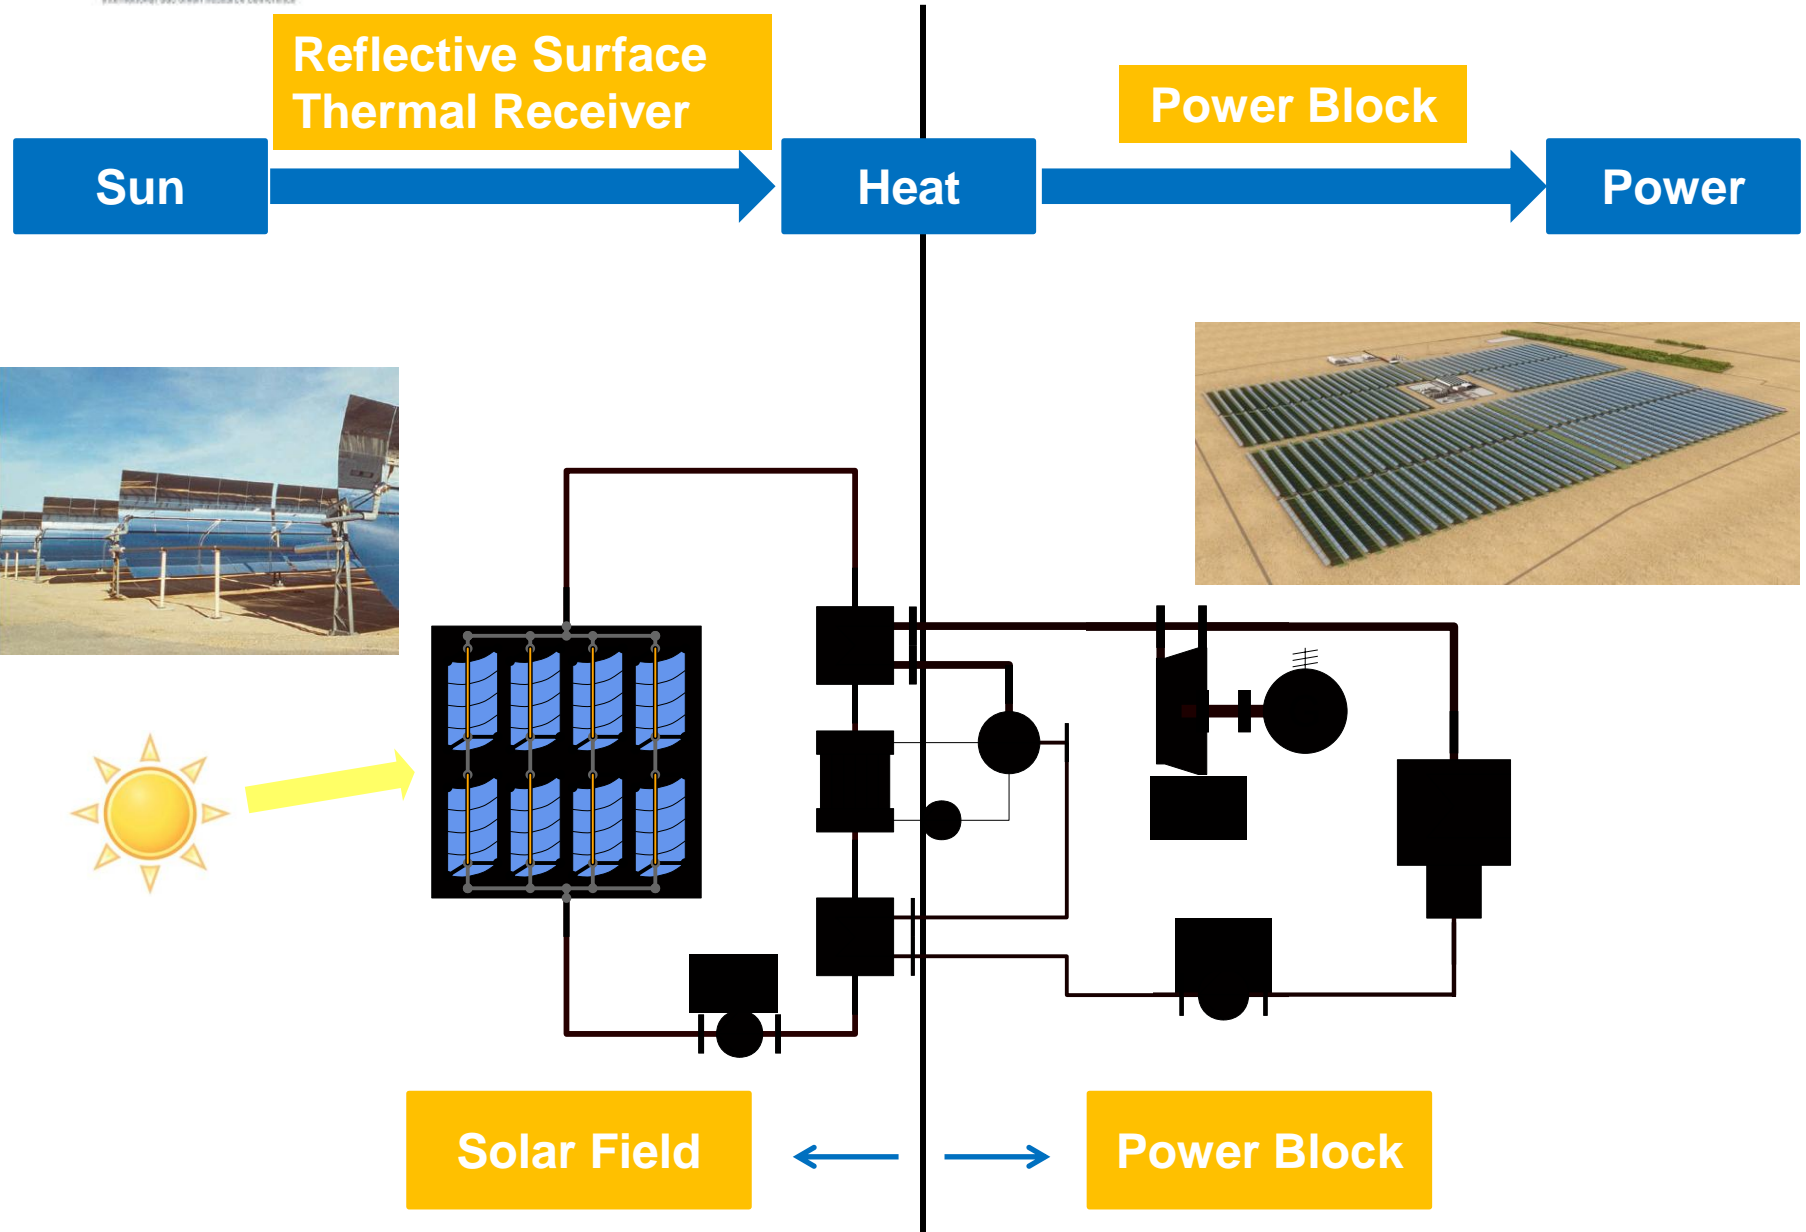 Reflective Surface
Thermal Receiver
Power Block
Sun
Heat
Power
Solar Field
Power Block